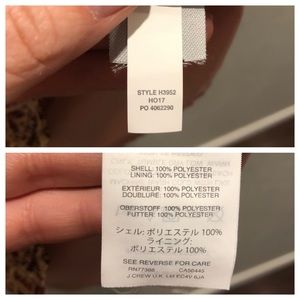 STYLE H3952
HO17
PO 4062290
SHELL: 100% POLYESTER
LINING: 100% POLYESTER
EXTÉRIEUR: 100% POLYESTER
DOUBLURE: 100% POLYESTER
OBERSTOFF: 100% POLYESTER
FUTTER: 100% POLYESTER
シェル: ポリエステル 100%
ライニング:
ポリエステル 100%
SEE REVERSE FOR CARE
RN77388 CA50445
J CREW U.K. Ltd EC4V 6JA